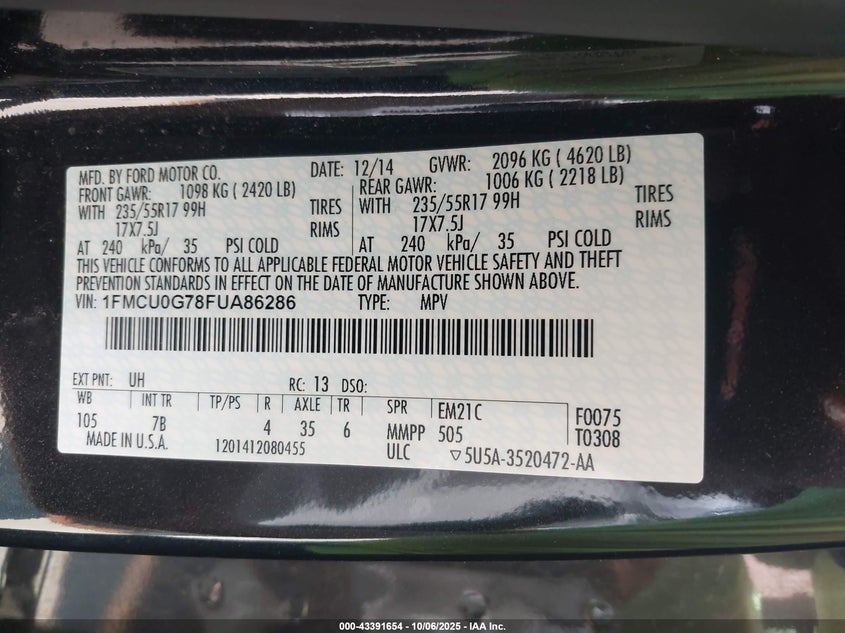 MFD. BY FORD MOTOR CO. DATE: 12/14 GVWR: 2096 KG ( 4620 LB)
FRONT GAWR: 1098 KG ( 2420 LB) REAR GAWR: 1006 KG ( 2218 LB)
WITH 235/55R17 99H TIRES WITH 235/55R17 99H TIRES
17X7.5J RIMS 17X7.5J RIMS
AT 240 kPa/ 35 PSI COLD AT 240 kPa/ 35 PSI COLD
THIS VEHICLE CONFORMS TO ALL APPLICABLE FEDERAL MOTOR VEHICLE SAFETY AND THEFT
PREVENTION STANDARDS IN EFFECT ON THE DATE OF MANUFACTURE SHOWN ABOVE.
VIN: 1FMCU0G78FUA86286 TYPE: MPV
EXT PNT: UH RC: 13 DSO:
WB INT TR TP/PS R AXLE TR SPR EM21C F0075
105 7B 4 35 6 MMPP 505 T0308
MADE IN U.S.A. 1201412080455 ULC ▽5U5A-3520472-AA
000-43391654 - 10/06/2025 - IAA Inc.